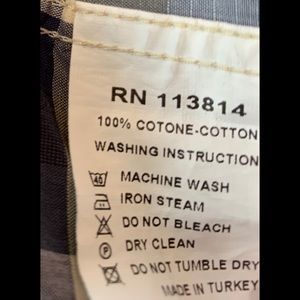 RN 113814
100% COTONE-COTTON
WASHING INSTRUCTION
40 MACHINE WASH
IRON STEAM
DO NOT BLEACH
P DRY CLEAN
DO NOT TUMBLE DRY
MADE IN TURKEY